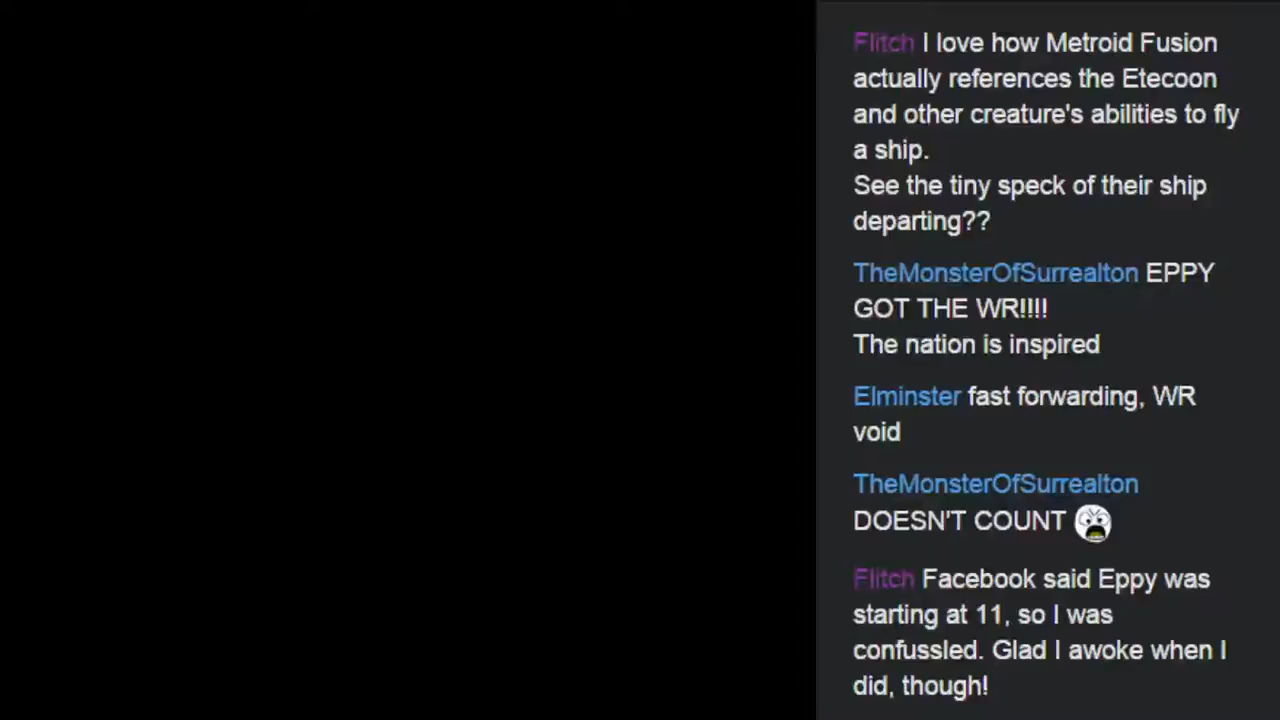 Flitch I love how Metroid Fusion
actually references the Etecoon
and other creature's abilities to fly
a ship.
See the tiny speck of their ship
departing??
TheMonsterOfSurrealton EPPY
GOT THE WR!!!!
The nation is inspired
Elminster fast forwarding, WR
void
TheMonsterOfSurrealton
DOESN'T COUNT
Flitch Facebook said Eppy was
starting at 11, so I was
confussled. Glad I awoke when I
did, though!